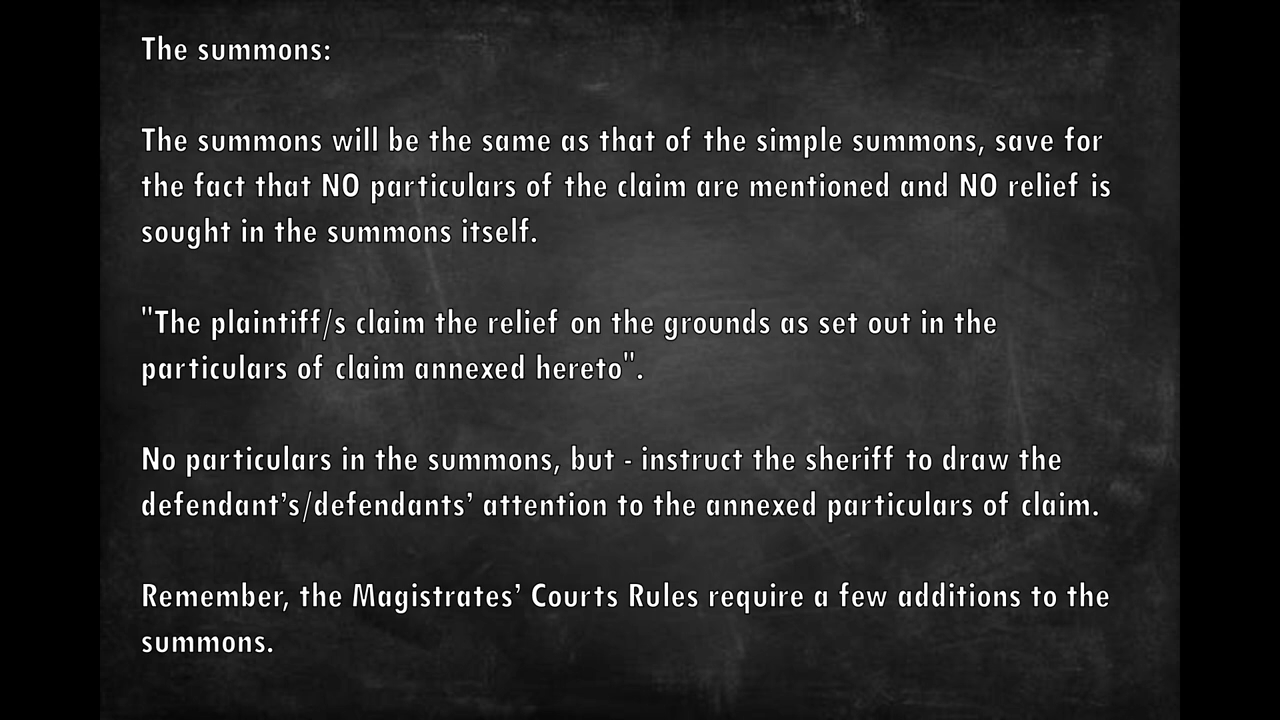 The summons:
The summons will be the same as that of the simple summons, save for
the fact that NO particulars of the claim are mentioned and NO relief is
sought in the summons itself.
"The plaintiff/s claim the relief on the grounds as set out in the
particulars of claim annexed hereto".
No particulars in the summons, but - instruct the sheriff to draw the
defendant’s/defendants’ attention to the annexed particulars of claim.
Remember, the Magistrates’ Courts Rules require a few additions to the
summons.